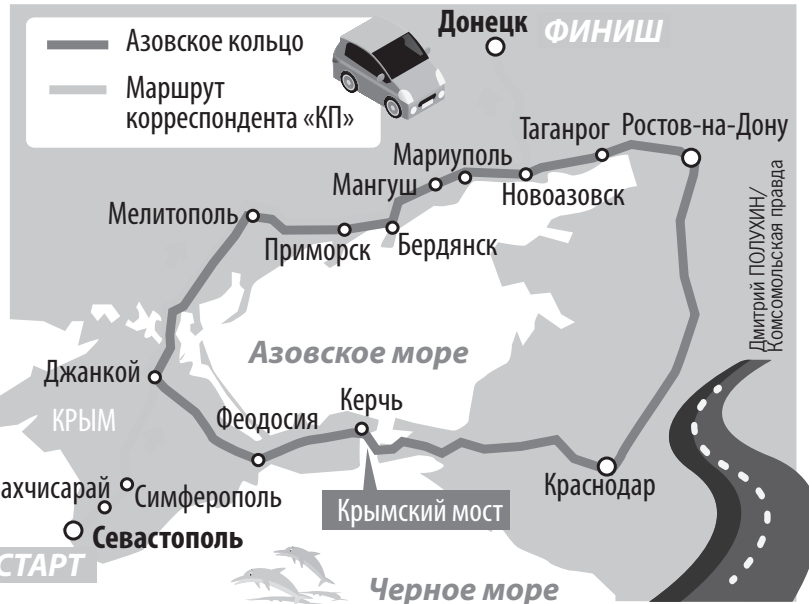 Донецк
ФИНИШ
Азовское кольцо
Маршрут
корреспондента «КП»
Таганрог
Ростов-на-Дону
Мариуполь
Мангуш
Новоазовск
Мелитополь
Приморск
Бердянск
Дмитрий ПОЛУХИН/
Комсомольская правда
Азовское море
Джанкой
Керчь
КРЫМ
Феодосия
ахчисарай
Симферополь
Краснодар
Крымский мост
Севастополь
СТАРТ
Черное море